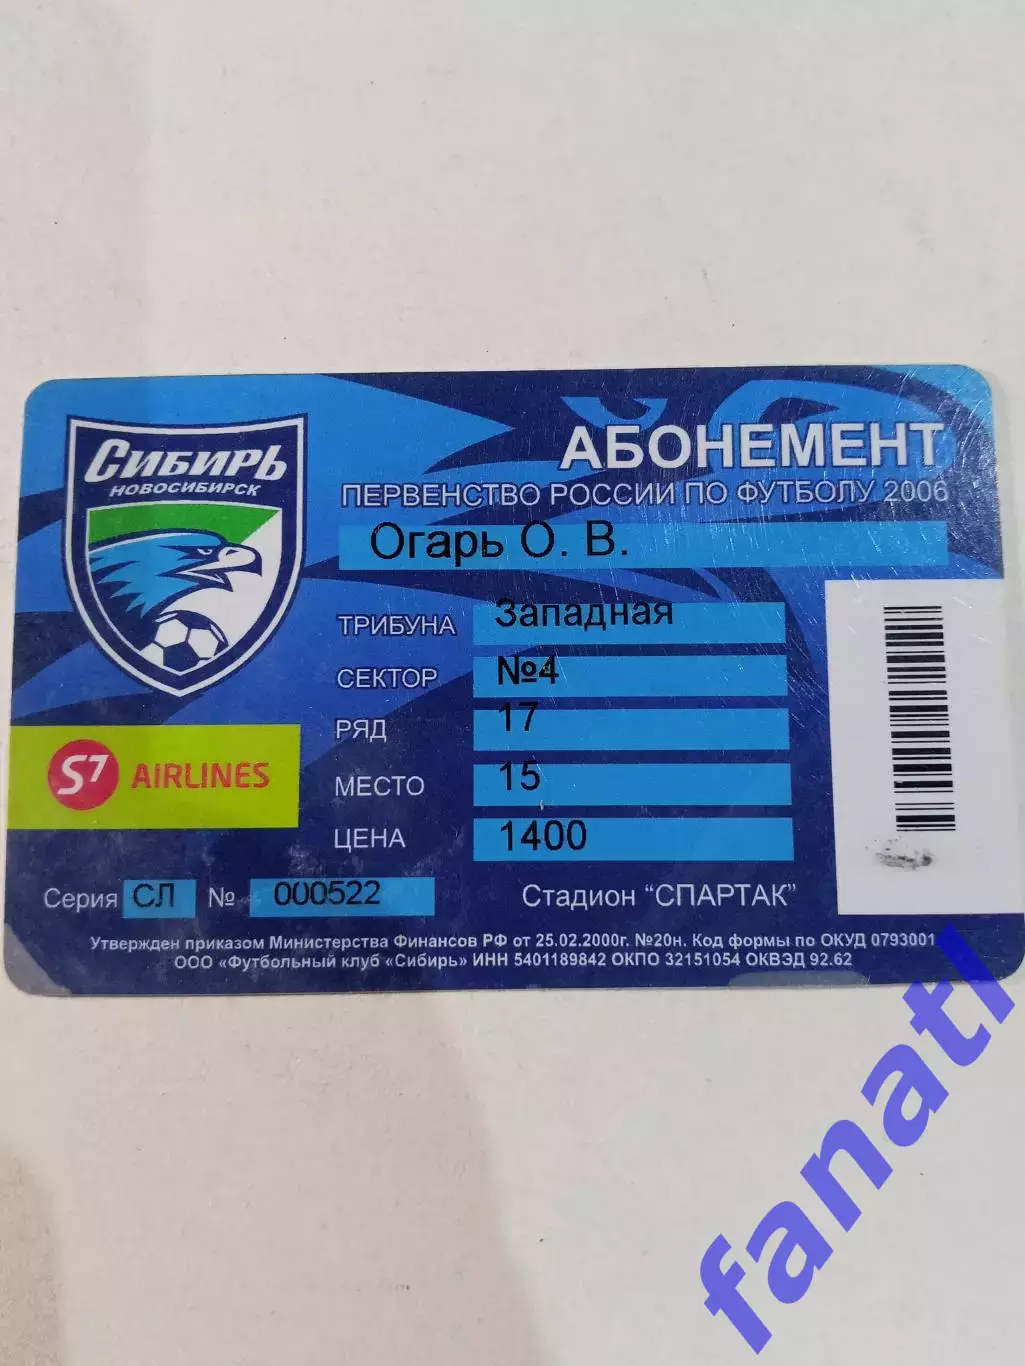 СИБИРЬ
НОВОСИБИРСК
АБОНЕМЕНТ
ПЕРВЕНСТВО РОССИИ ПО ФУТБОЛУ 2006
Огарь О. В.
ТРИБУНА Западная
СЕКТОР №4
РЯД 17
МЕСТО 15
ЦЕНА 1400
S7 AIRLINES
Серия СЛ № 000522
Стадион “СПАРТАК”
Утвержден приказом Министерства Финансов РФ от 25.02.2000г. №20н. Код формы по ОКУД 0793001
ООО «Футбольный клуб «Сибирь» ИНН 5401189842 ОКПО 32151054 ОКВЭД 92.62
fanat1